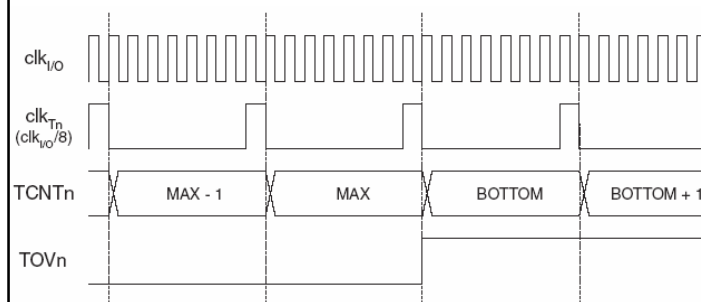 clkI/O
clkTn
(clkI/O/8)
TCNTn MAX - 1 MAX BOTTOM BOTTOM + 1
TOVn